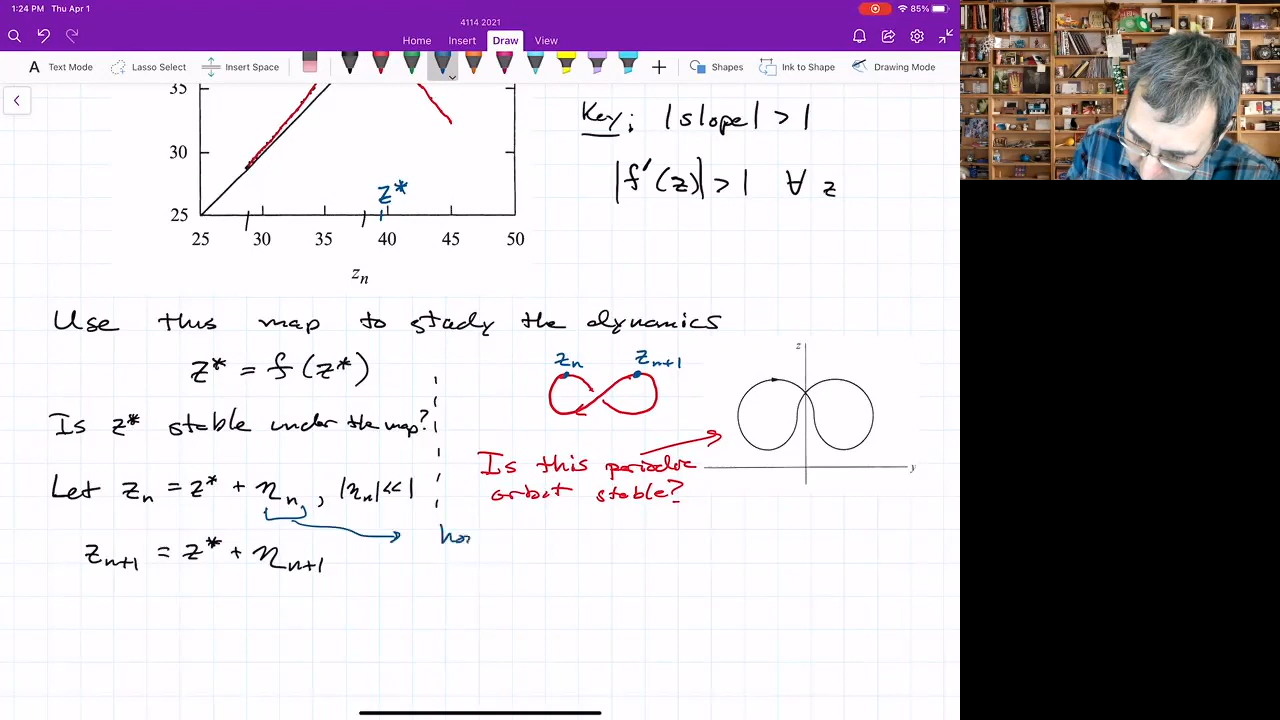 1:24 PM Thu Apr 1
85%
4114 2021
Home Insert Draw View
Text Mode Lasso Select Insert Space Shapes Ink to Shape Drawing Mode
35
30
25
25 30 35 40 45 50
z*
zₙ
Key: |slope| > 1
|f'(z)| > 1 ∀ z
Use this map to study the dynamics
z* = f(z*)
zₙ zₙ₊₁
z
y
Is z* stable under the map?
Is this periodic
orbit stable?
Let zₙ = z* + ηₙ, |ηₙ| << 1
zₙ₊₁ = z* + ηₙ₊₁